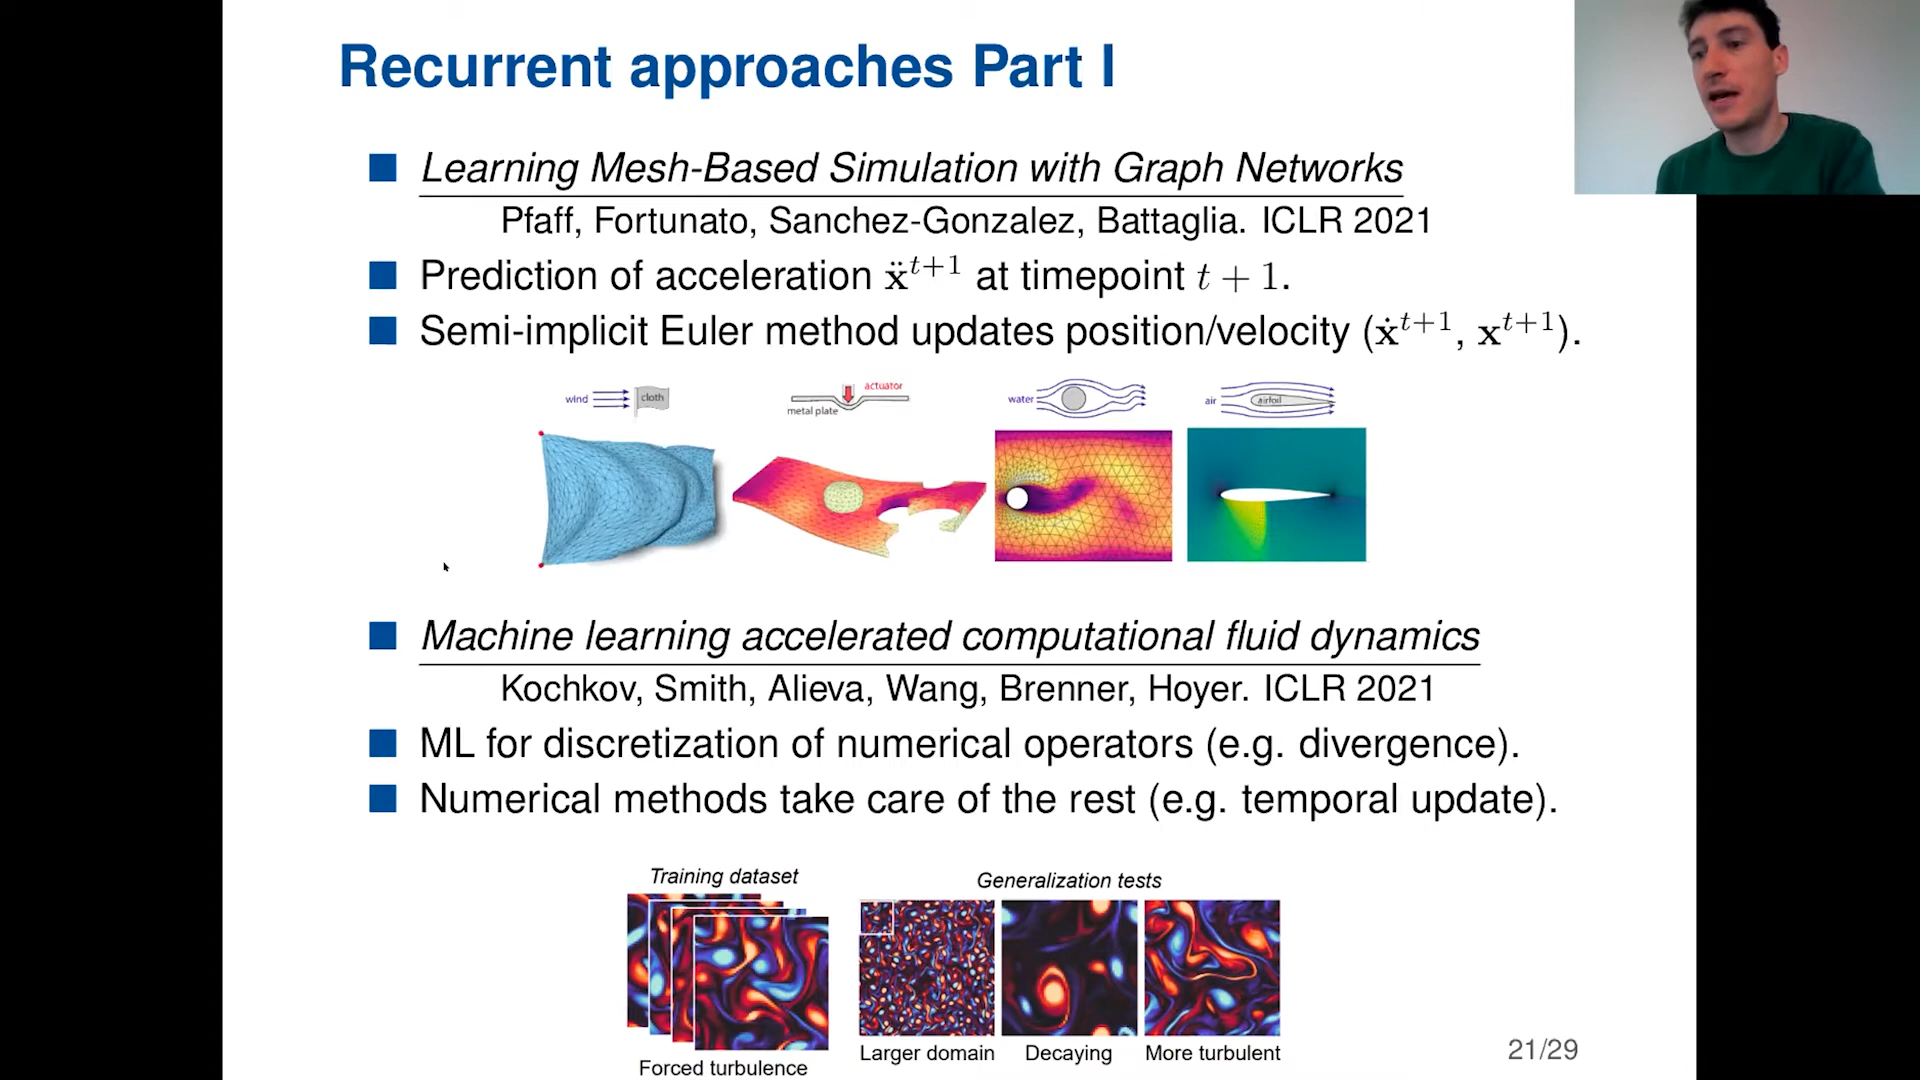 Recurrent approaches Part I
Learning Mesh-Based Simulation with Graph Networks
Pfaff, Fortunato, Sanchez-Gonzalez, Battaglia. ICLR 2021
Prediction of acceleration ẍᵗ⁺¹ at timepoint t + 1.
Semi-implicit Euler method updates position/velocity (ẋᵗ⁺¹, xᵗ⁺¹).
wind cloth
actuator
metal plate
water
air airfoil
Machine learning accelerated computational fluid dynamics
Kochkov, Smith, Alieva, Wang, Brenner, Hoyer. ICLR 2021
ML for discretization of numerical operators (e.g. divergence).
Numerical methods take care of the rest (e.g. temporal update).
Training dataset
Generalization tests
Forced turbulence
Larger domain
Decaying
More turbulent
21/29